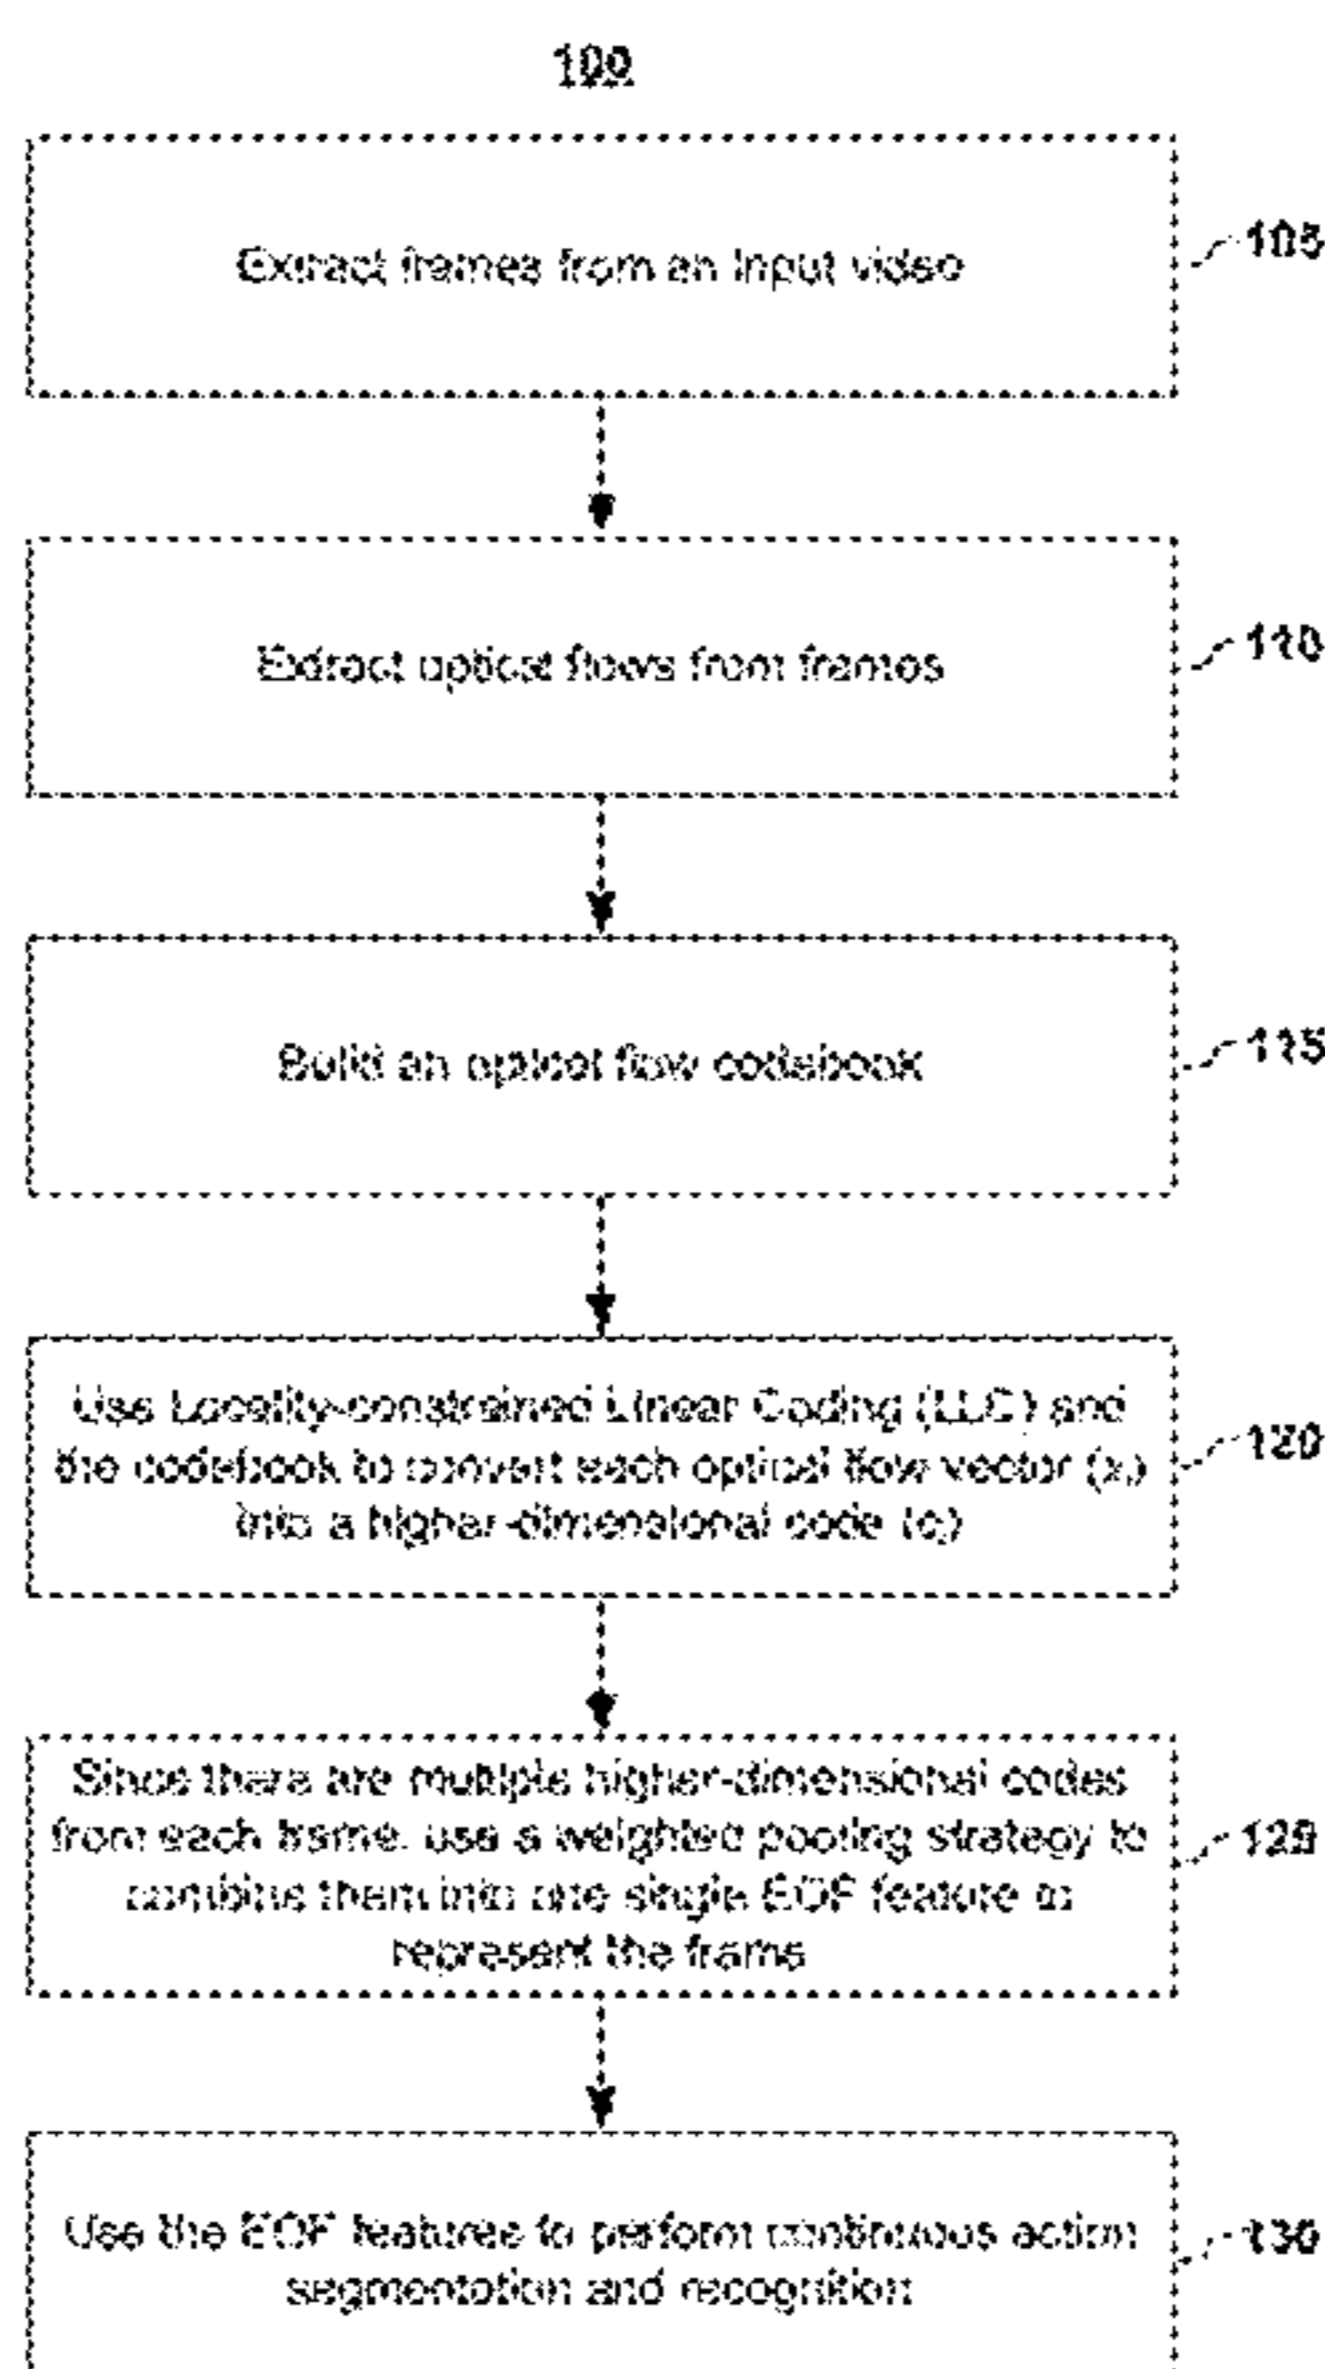 100
Extract frames from an input video
105
Extract optical flows from frames
110
Build an optical flow codebook
115
Use Locality-constrained Linear Coding (LLC) and
the codebook to convert each optical flow vector (xᵢ)
into a higher-dimensional code (cᵢ)
120
Since there are multiple higher-dimensional codes
from each frame, use a weighted pooling strategy to
combine them into one single EOF feature to
represent the frame
125
Use the EOF features to perform continuous action
segmentation and recognition
130